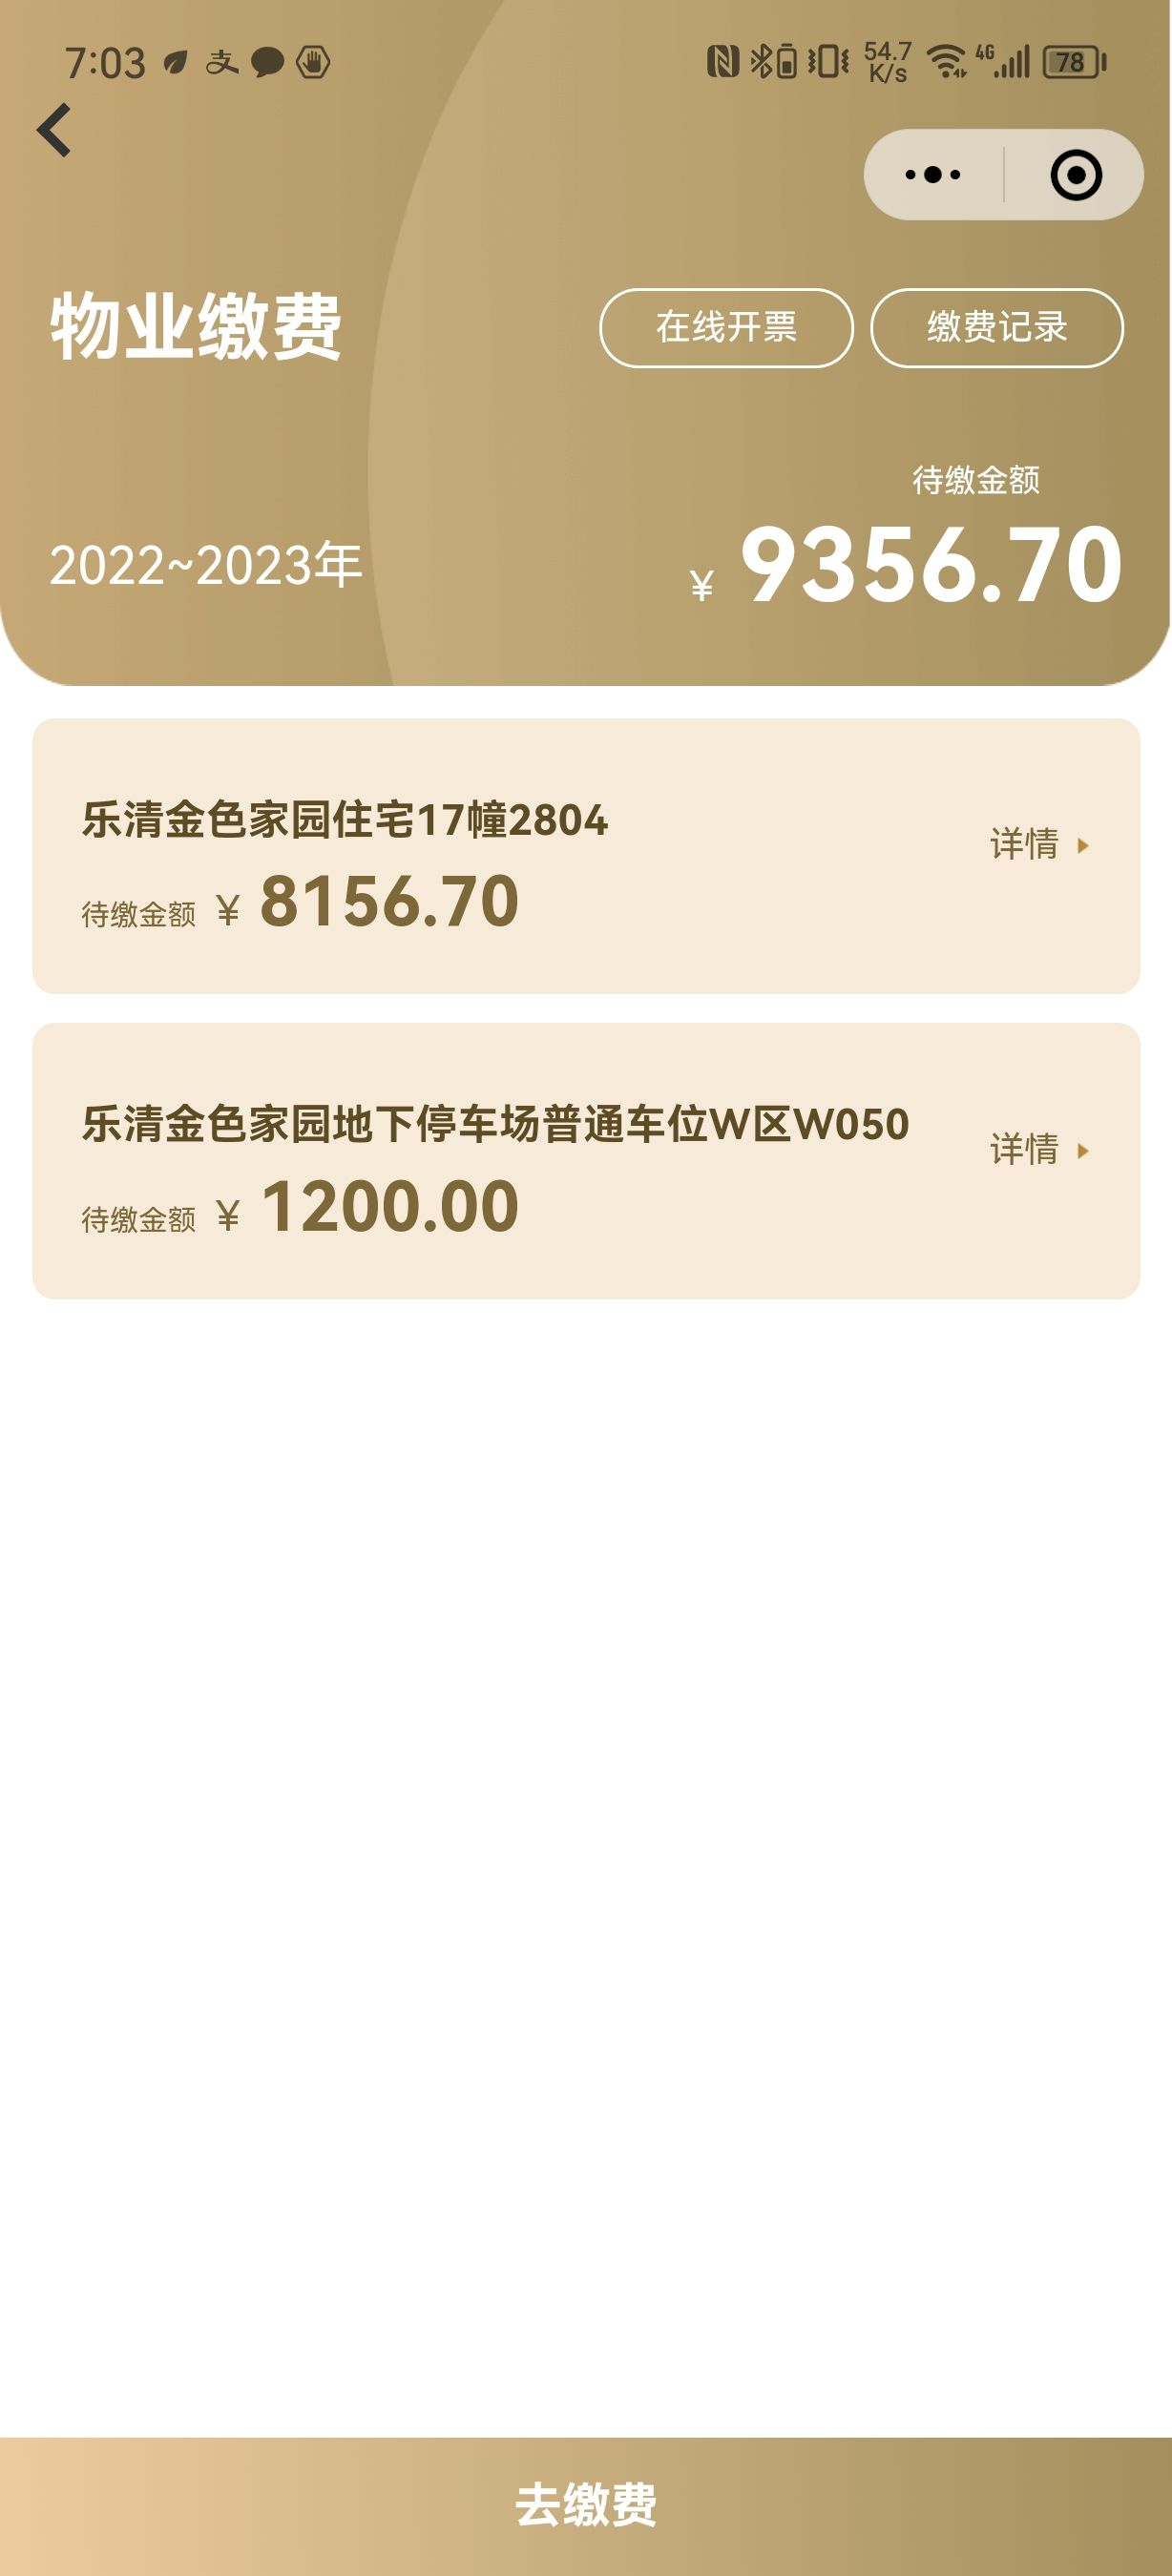 7:03 支 54.7 K/s 4G 78
物业缴费 在线开票 缴费记录
待缴金额
2022~2023年 ¥ 9356.70
乐清金色家园住宅17幢2804
详情
待缴金额 ¥ 8156.70
乐清金色家园地下停车场普通车位W区W050
详情
待缴金额 ¥ 1200.00
去缴费